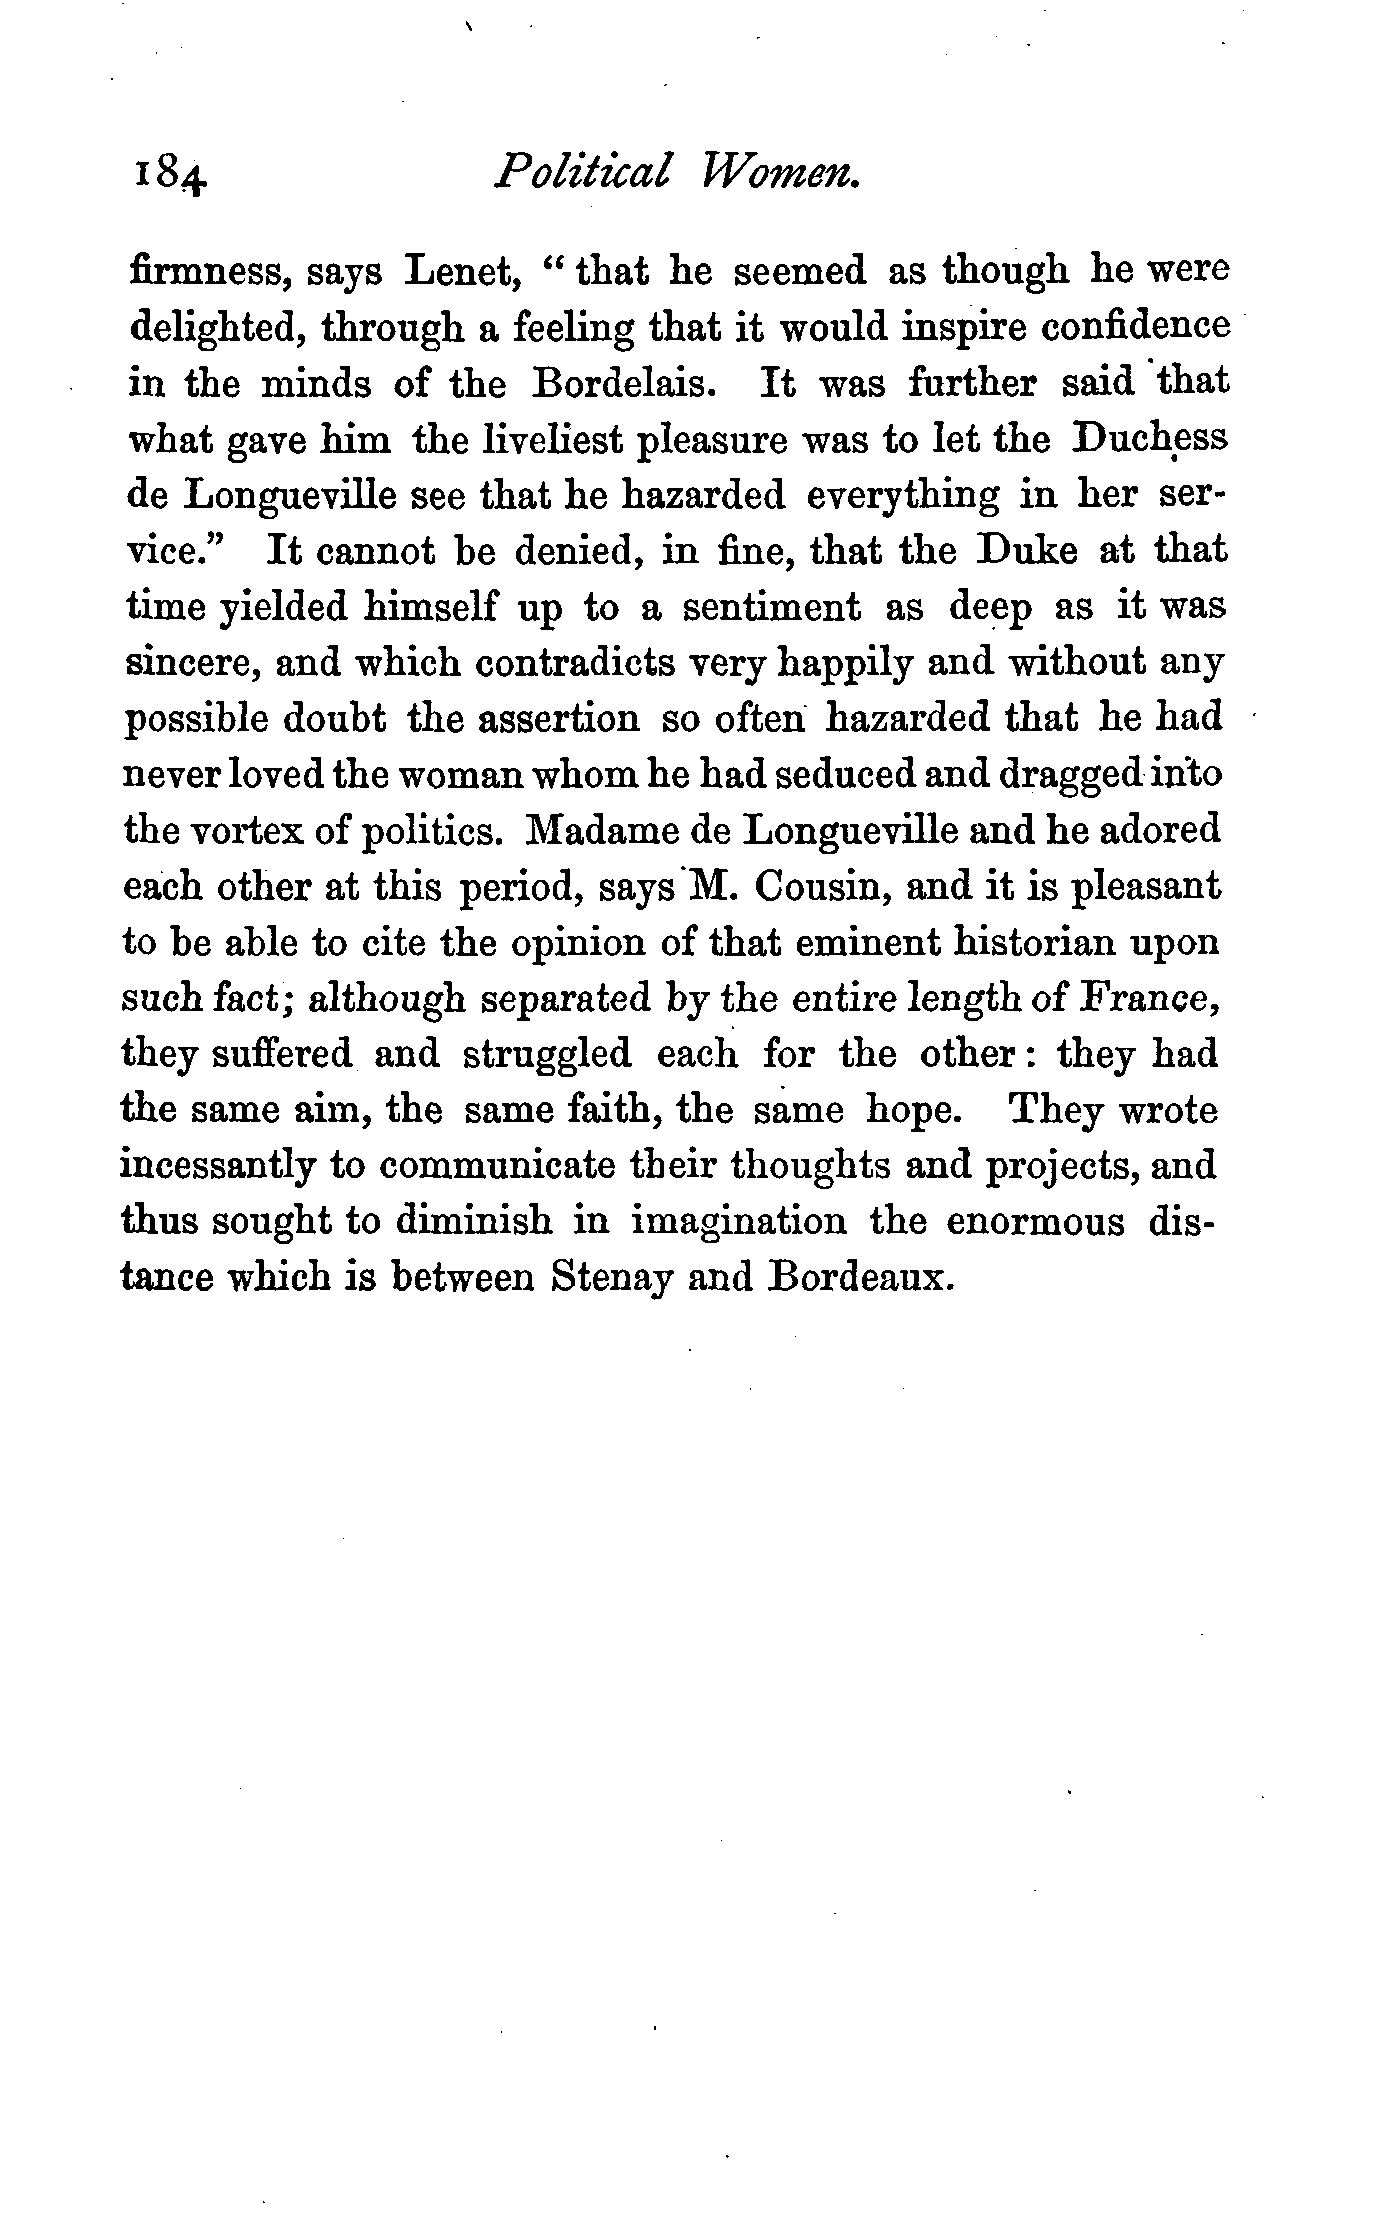 184 Political Women.
firmness, says Lenet, “ that he seemed as though he were
delighted, through a feeling that it would inspire confidence
in the minds of the Bordelais. It was further said that
what gave him the liveliest pleasure was to let the Duchess
de Longueville see that he hazarded everything in her ser-
vice.” It cannot be denied, in fine, that the Duke at that
time yielded himself up to a sentiment as deep as it was
sincere, and which contradicts very happily and without any
possible doubt the assertion so often hazarded that he had
never loved the woman whom he had seduced and dragged into
the vortex of politics. Madame de Longueville and he adored
each other at this period, says M. Cousin, and it is pleasant
to be able to cite the opinion of that eminent historian upon
such fact; although separated by the entire length of France,
they suffered and struggled each for the other : they had
the same aim, the same faith, the same hope. They wrote
incessantly to communicate their thoughts and projects, and
thus sought to diminish in imagination the enormous dis-
tance which is between Stenay and Bordeaux.